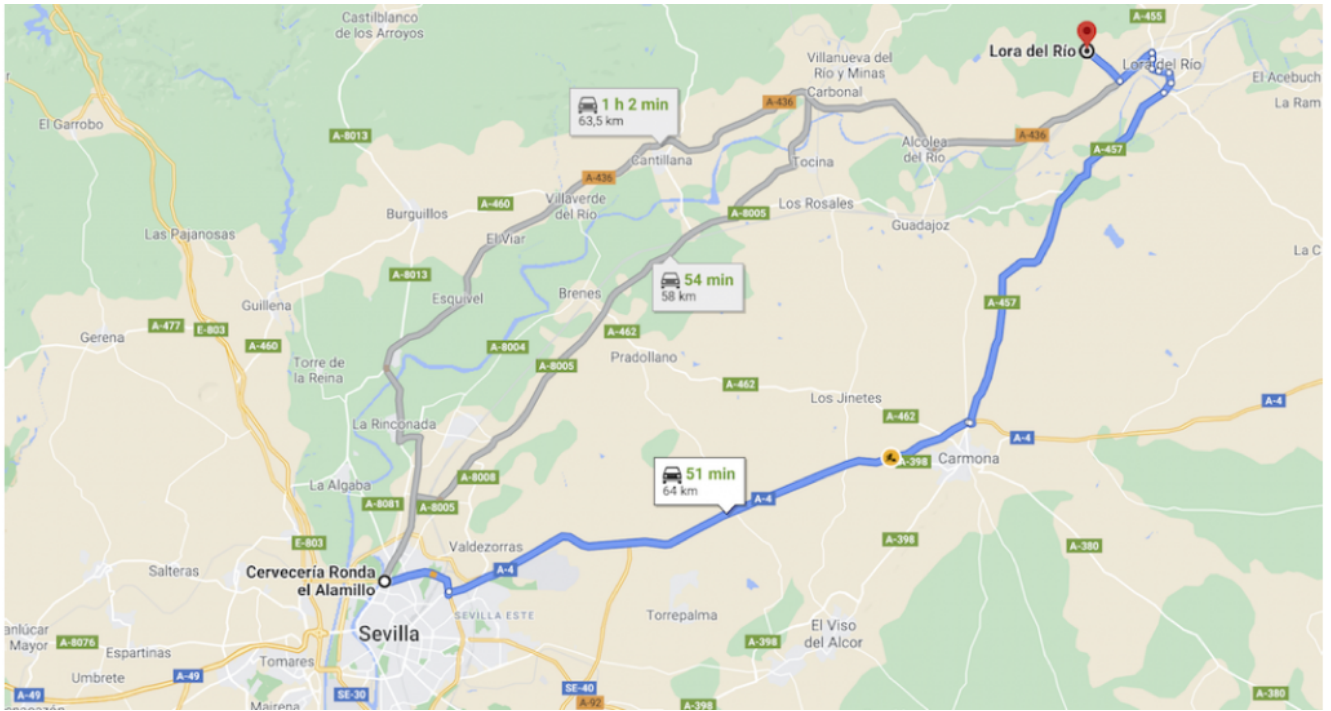 Castilblanco
de los Arroyos
A-455
Lora del Río
Lora del Río
El Acebuch
La Ram
Villanueva del
Río y Minas
Carbonal
A-436
1 h 2 min
63,5 km
El Garrobo
A-8013
Cantillana
Alcolea
del Río
A-436
A-457
Tocina
A-436
Villaverde
del Río
A-460
Burguillos
A-8005
Los Rosales
Guadajoz
Las Pajanosas
El Viar
La C
A-8013
54 min
58 km
Brenes
Esquivel
Guillena
A-457
A-477
E-803
Gerena
A-460
A-462
A-8004
Pradollano
Torre de
la Reina
A-8005
A-462
Los Jinetes
A-4
A-462
La Rinconada
A-4
A-398
Carmona
51 min
64 km
A-8008
La Algaba
A-8081
A-8005
A-4
E-803
Valdezorras
A-398
A-380
Salteras
Cervecería Ronda
el Alamillo
A-4
SEVILLA ESTE
Torrepalma
El Viso
del Alcor
Sevilla
anlúcar
Mayor
A-8076
Espartinas
A-398
Tomares
Umbrete
A-49
A-49
SE-30
SE-40
A-92
A-398
A-380
Mairena